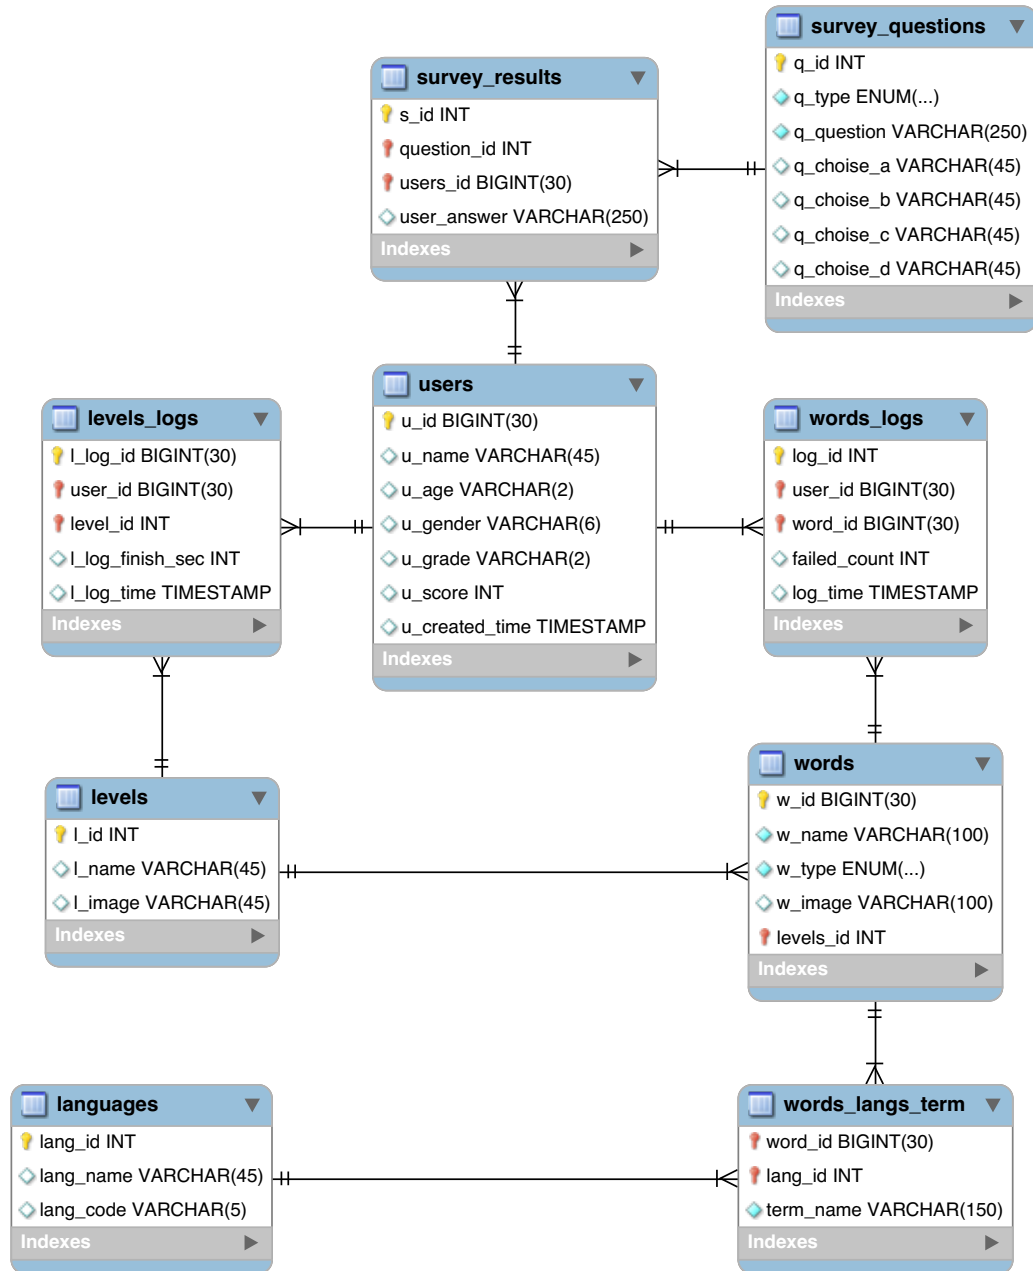 survey_questions
q_id INT
q_type ENUM(...)
q_question VARCHAR(250)
q_choise_a VARCHAR(45)
q_choise_b VARCHAR(45)
q_choise_c VARCHAR(45)
q_choise_d VARCHAR(45)
Indexes
survey_results
s_id INT
question_id INT
users_id BIGINT(30)
user_answer VARCHAR(250)
Indexes
users
u_id BIGINT(30)
u_name VARCHAR(45)
u_age VARCHAR(2)
u_gender VARCHAR(6)
u_grade VARCHAR(2)
u_score INT
u_created_time TIMESTAMP
Indexes
levels_logs
l_log_id BIGINT(30)
user_id BIGINT(30)
level_id INT
l_log_finish_sec INT
l_log_time TIMESTAMP
Indexes
words_logs
log_id INT
user_id BIGINT(30)
word_id BIGINT(30)
failed_count INT
log_time TIMESTAMP
Indexes
levels
l_id INT
l_name VARCHAR(45)
l_image VARCHAR(45)
Indexes
words
w_id BIGINT(30)
w_name VARCHAR(100)
w_type ENUM(...)
w_image VARCHAR(100)
levels_id INT
Indexes
languages
lang_id INT
lang_name VARCHAR(45)
lang_code VARCHAR(5)
Indexes
words_langs_term
word_id BIGINT(30)
lang_id INT
term_name VARCHAR(150)
Indexes